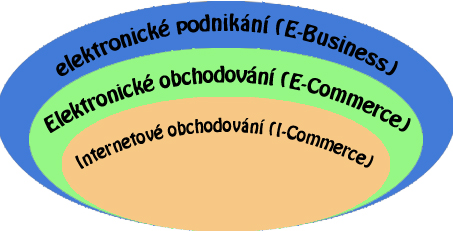 elektronické podnikání (E-Business)
Elektronické obchodování (E-Commerce)
Internetové obchodování (I-Commerce)